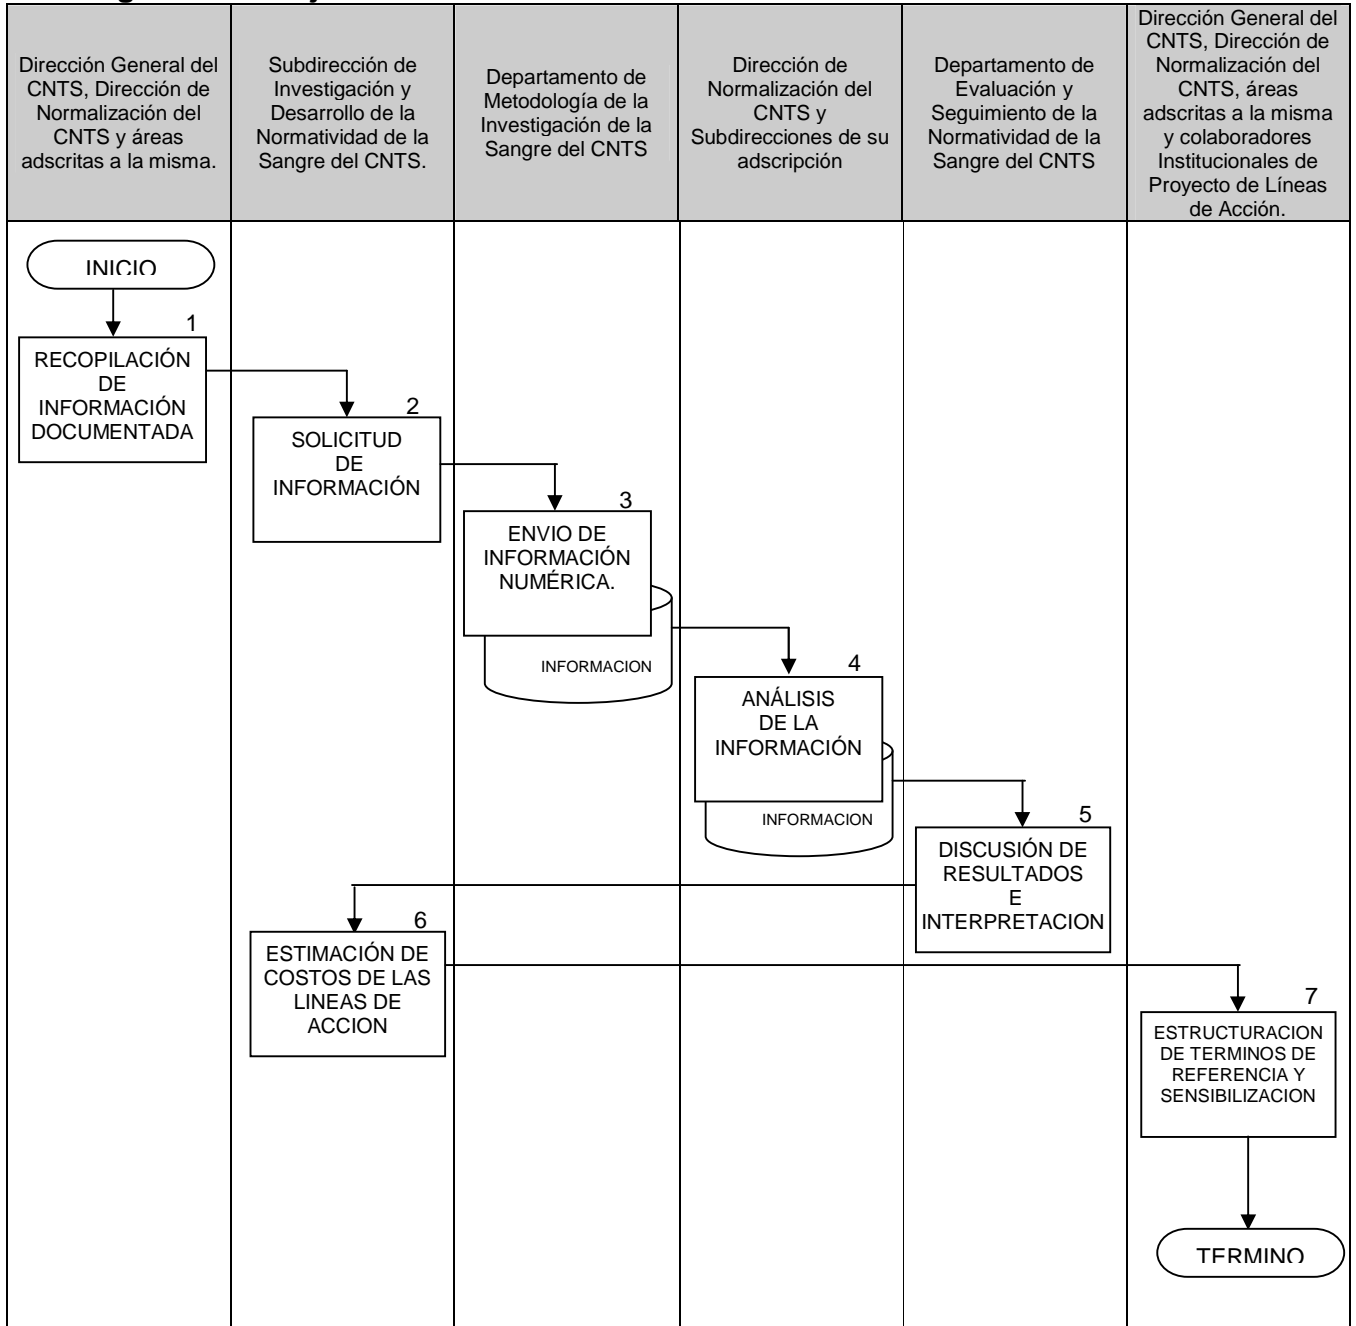 Dirección General del
CNTS, Dirección de
Normalización del
CNTS y áreas
adscritas a la misma.
Subdirección de
Investigación y
Desarrollo de la
Normatividad de la
Sangre del CNTS.
Departamento de
Metodología de la
Investigación de la
Sangre del CNTS
Dirección de
Normalización del
CNTS y
Subdirecciones de su
adscripción
Departamento de
Evaluación y
Seguimiento de la
Normatividad de la
Sangre del CNTS
Dirección General del
CNTS, Dirección de
Normalización del
CNTS, áreas
adscritas a la misma
y colaboradores
Institucionales de
Proyecto de Líneas
de Acción.
INICIO
1
RECOPILACIÓN
DE
INFORMACIÓN
DOCUMENTADA
2
SOLICITUD
DE
INFORMACIÓN
3
ENVIO DE
INFORMACIÓN
NUMÉRICA.
INFORMACION
4
ANÁLISIS
DE LA
INFORMACIÓN
INFORMACION
5
DISCUSIÓN DE
RESULTADOS
E
INTERPRETACION
6
ESTIMACIÓN DE
COSTOS DE LAS
LINEAS DE
ACCION
7
ESTRUCTURACION
DE TERMINOS DE
REFERENCIA Y
SENSIBILIZACION
TERMINO